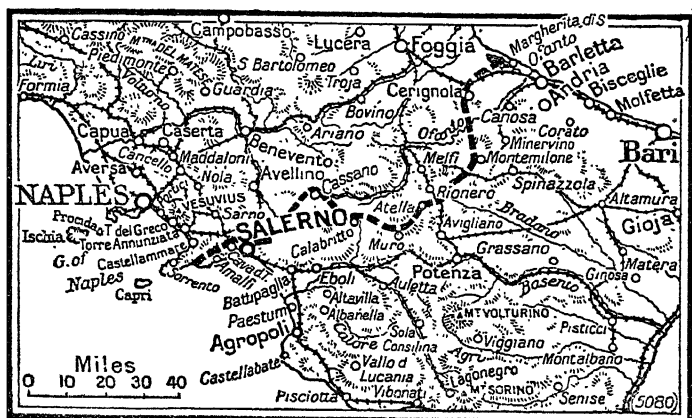 Cassino
Campobasso
Lucera
Foggia
Margherita di S
Ofanto
Barletta
Andria
Bisceglie
Molfetta
MTNS DEL MATESE
Piedimonte
S Bartolomeo
Troja
Liri
Volturno
Guardia
Cerignola
Formia
Bovino
Canosa
Corato
Ofanto
Bari
Capua
Caserta
Ariano
Minervino
Aversa
Cancello
Maddaloni
Benevento
Melfi
Montemilone
Nola
Avellino
Cassano
Spinazzola
NAPLES
VESUVIUS
Rionero
Altamura
Procida
T del Greco
Sarno
SALERNO
Atella
Bradano
Gioja
Ischia
Torre Annunziata
Avigliano
G. of
Naples
Castellammare
Calabritto
Muro
Grassano
Matera
Sorrento
Cava di
Amalfi
Potenza
Ginosa
Capri
Battipaglia
Eboli
Auletta
Basento
Altavilla
Paestum
Albanella
MT VOLTURINO
Pisticci
Agropoli
Calore
Sala
Consilina
Viggiano
Miles
Castellabate
Vallo d
Lucania
Agri
Montalbano
Lagonegro
0 10 20 30 40
Pisciotta
Vibonati
MT SORINO
Senise
(5080)